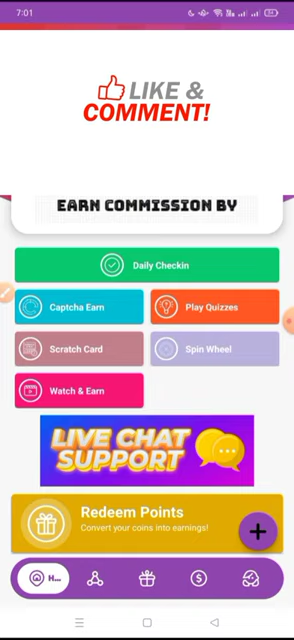 7:01
LIKE &
COMMENT!
EARN COMMISSION BY
Daily Checkin
Captcha Earn
Play Quizzes
Scratch Card
Spin Wheel
Watch & Earn
LIVE CHAT
SUPPORT
Redeem Points
Convert your coins into earnings!
H...